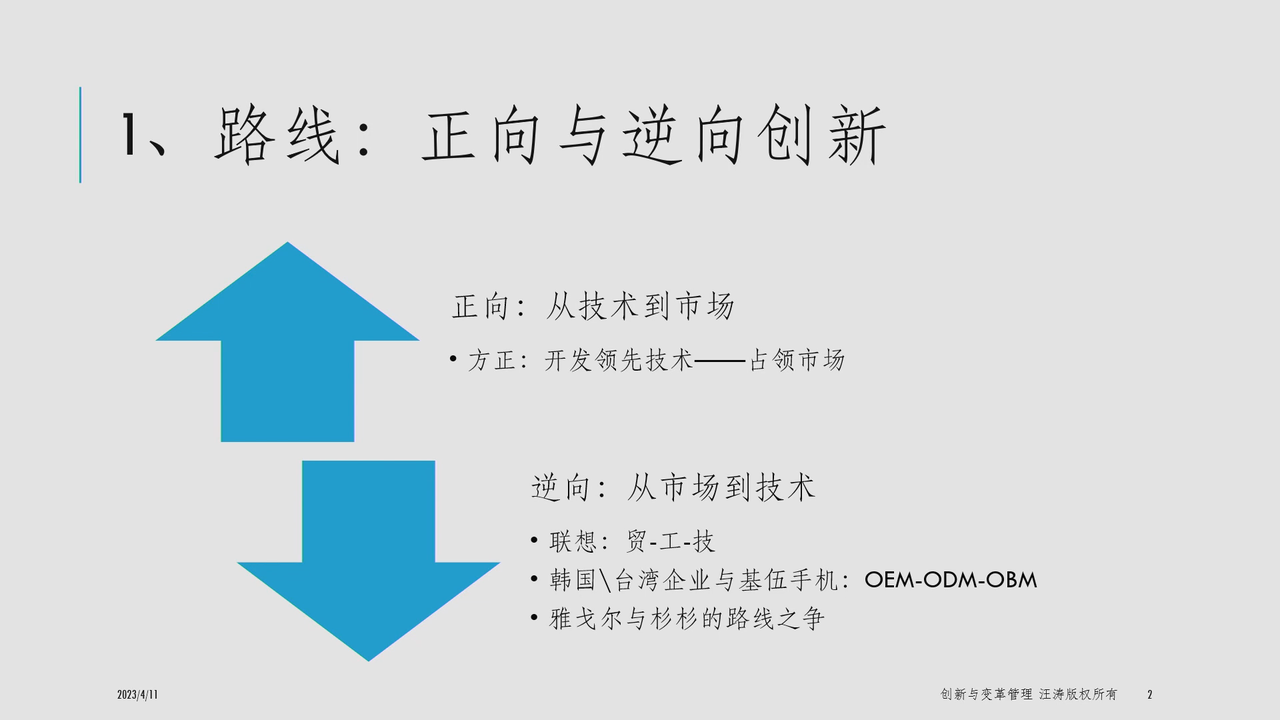 1、路线：正向与逆向创新
正向：从技术到市场
• 方正：开发领先技术——占领市场
逆向：从市场到技术
• 联想：贸-工-技
• 韩国\台湾企业与基伍手机：OEM-ODM-OBM
• 雅戈尔与杉杉的路线之争
2023/4/11
创新与变革管理 汪涛版权所有 2